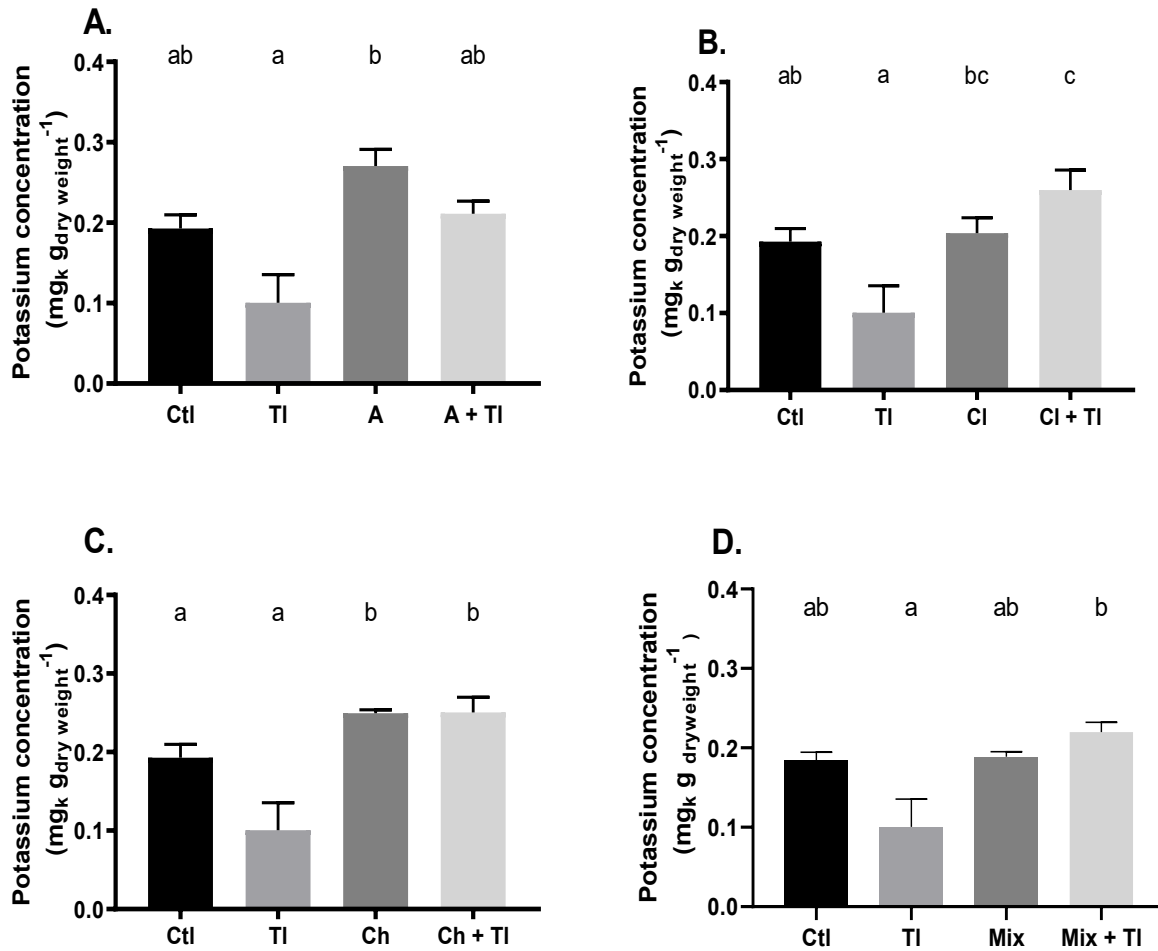 A.
Potassium concentration
(mgk gdry weight-1)
ab a b ab
0.4
0.3
0.2
0.1
0.0
Ctl Tl A A + Tl
B.
Potassium concentration
(mgk gdry weight-1)
ab a bc c
0.4
0.3
0.2
0.1
0.0
Ctl Tl Cl Cl + Tl
C.
Potassium concentration
(mgk gdry weight-1)
a a b b
0.4
0.3
0.2
0.1
0.0
Ctl Tl Ch Ch + Tl
D.
Potassium concentration
(mgk g dryweight-1 )
ab a ab b
0.4
0.3
0.2
0.1
0.0
Ctl Tl Mix Mix + Tl